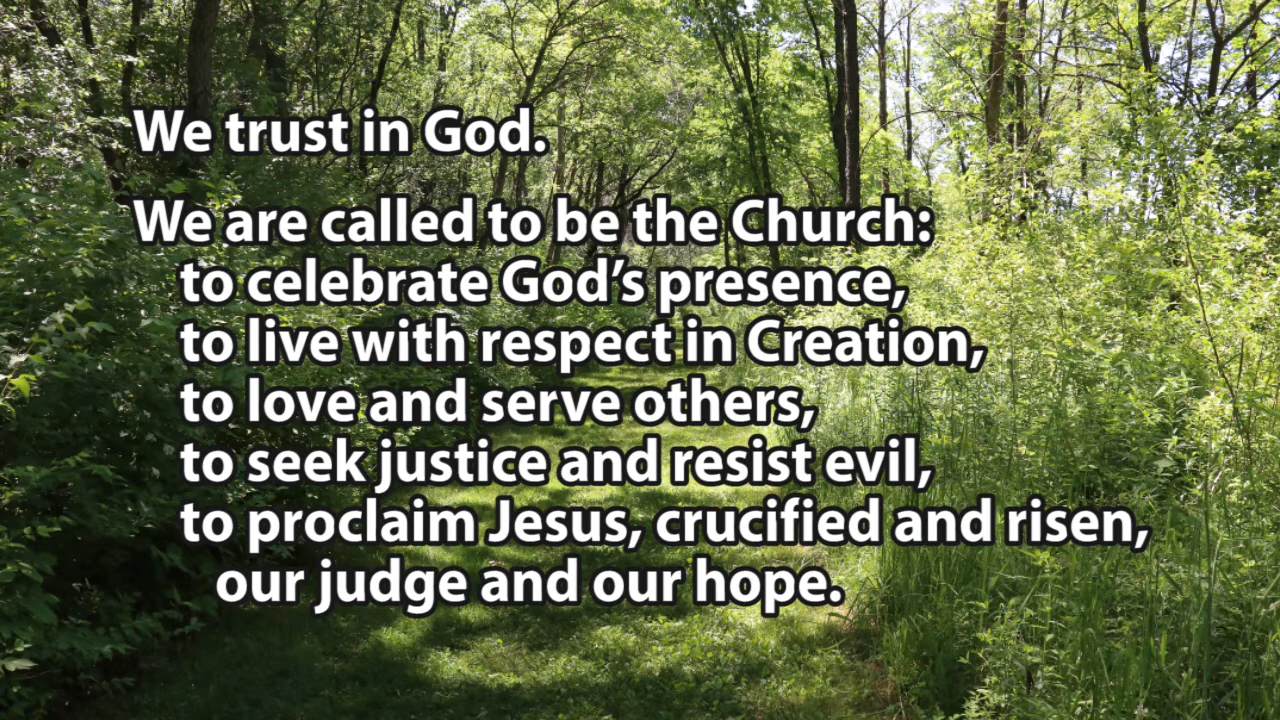 We trust in God.
We are called to be the Church:
to celebrate God’s presence,
to live with respect in Creation,
to love and serve others,
to seek justice and resist evil,
to proclaim Jesus, crucified and risen,
our judge and our hope.